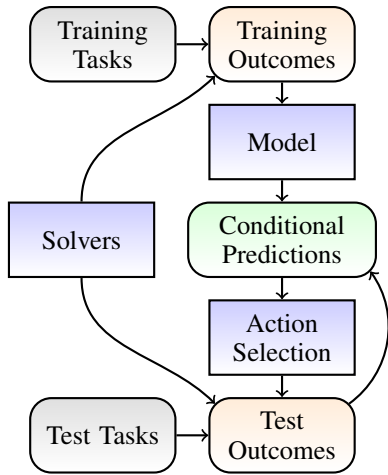 Training
Tasks
Training
Outcomes
Model
Solvers
Conditional
Predictions
Action
Selection
Test Tasks
Test
Outcomes